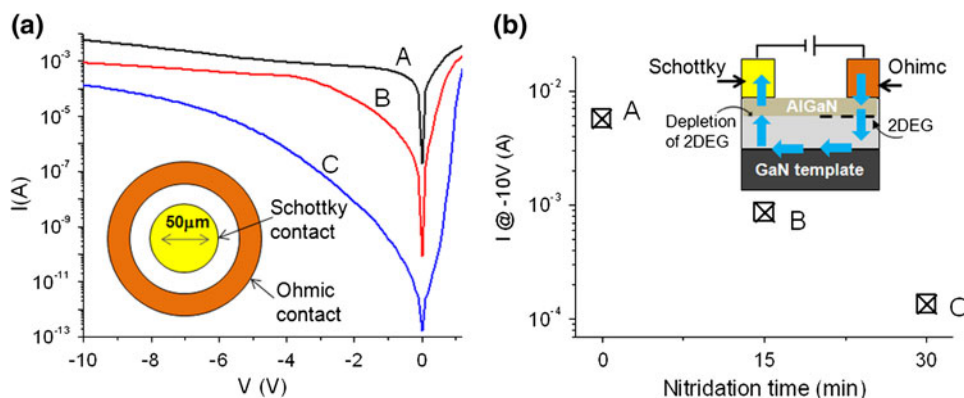 (a)
I(A)
10⁻³
10⁻⁵
10⁻⁷
10⁻⁹
10⁻¹¹
10⁻¹³
A
B
C
50μm
Schottky
contact
Ohmic
contact
-10
-8
-6
-4
-2
0
V (V)
(b)
I @ -10V (A)
10⁻²
10⁻³
10⁻⁴
A
B
C
Schottky
Ohimc
AlGaN
Depletion
of 2DEG
2DEG
GaN template
0
15
30
Nitridation time (min)